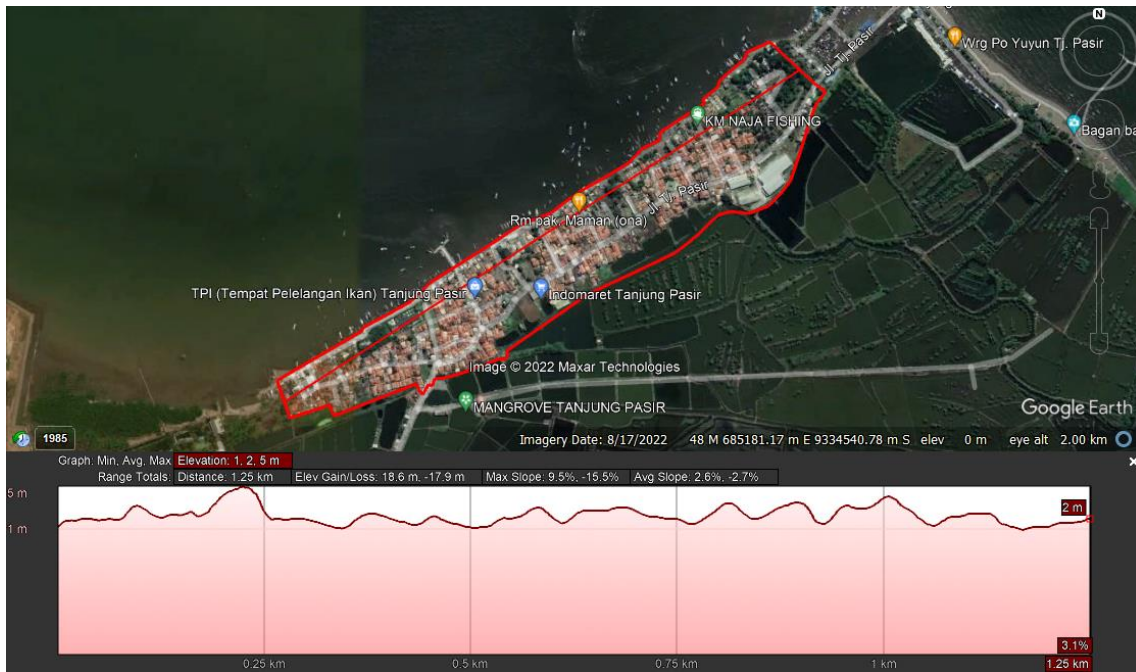 N
Wrg Po Yuyun Tj. Pasir
Jl. Tj. Pasir
Bagan ba
KM NAJA FISHING
Jl. Tj. Pasir
Rm pak. Maman (ona)
TPI (Tempat Pelelangan Ikan) Tanjung Pasir
Indomaret Tanjung Pasir
Image © 2022 Maxar Technologies
MANGROVE TANJUNG PASIR
Google Earth
1985
Imagery Date: 8/17/2022 48 M 685181.17 m E 9334540.78 m S elev 0 m eye alt 2.00 km
Graph: Min, Avg, Max Elevation: 1, 2, 5 m
Range Totals: Distance: 1.25 km Elev Gain/Loss: 18.6 m, -17.9 m Max Slope: 9.5%, -15.5% Avg Slope: 2.6%, -2.7%
5 m
2 m
1 m
3.1%
0.25 km 0.5 km 0.75 km 1 km 1.25 km